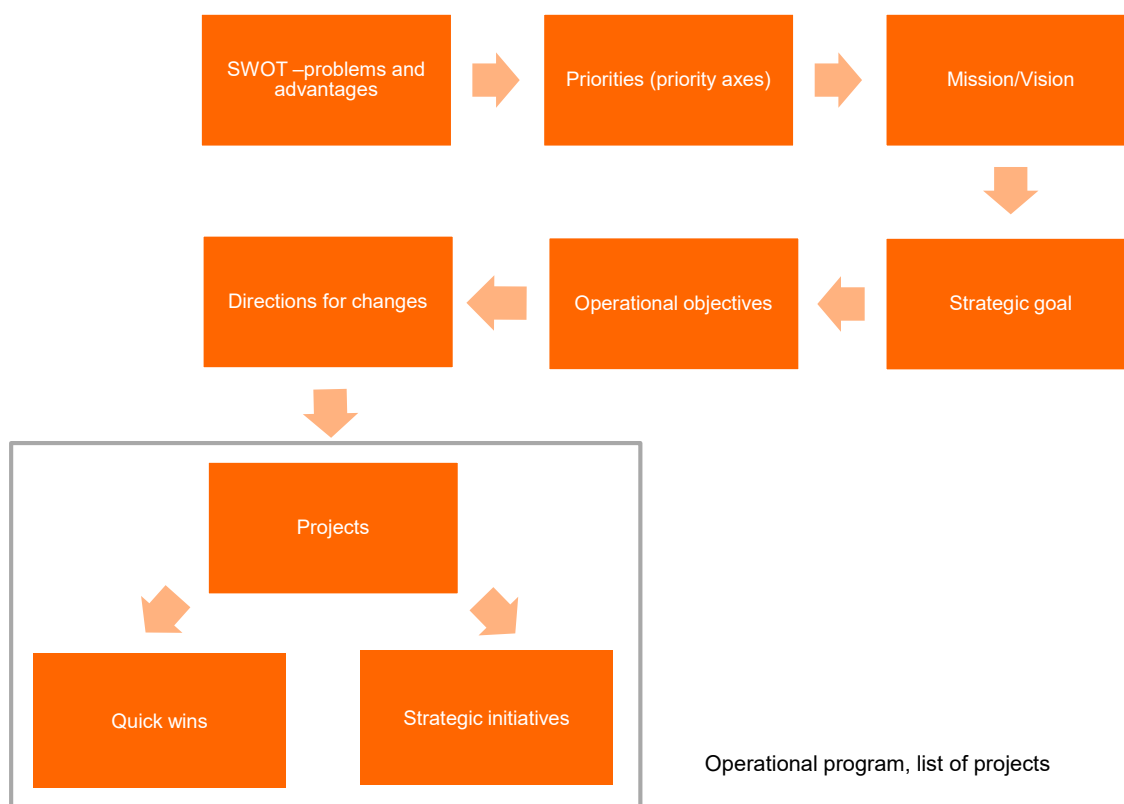 SWOT –problems and
advantages
Priorities (priority axes)
Mission/Vision
Directions for changes
Operational objectives
Strategic goal
Projects
Quick wins
Strategic initiatives
Operational program, list of projects